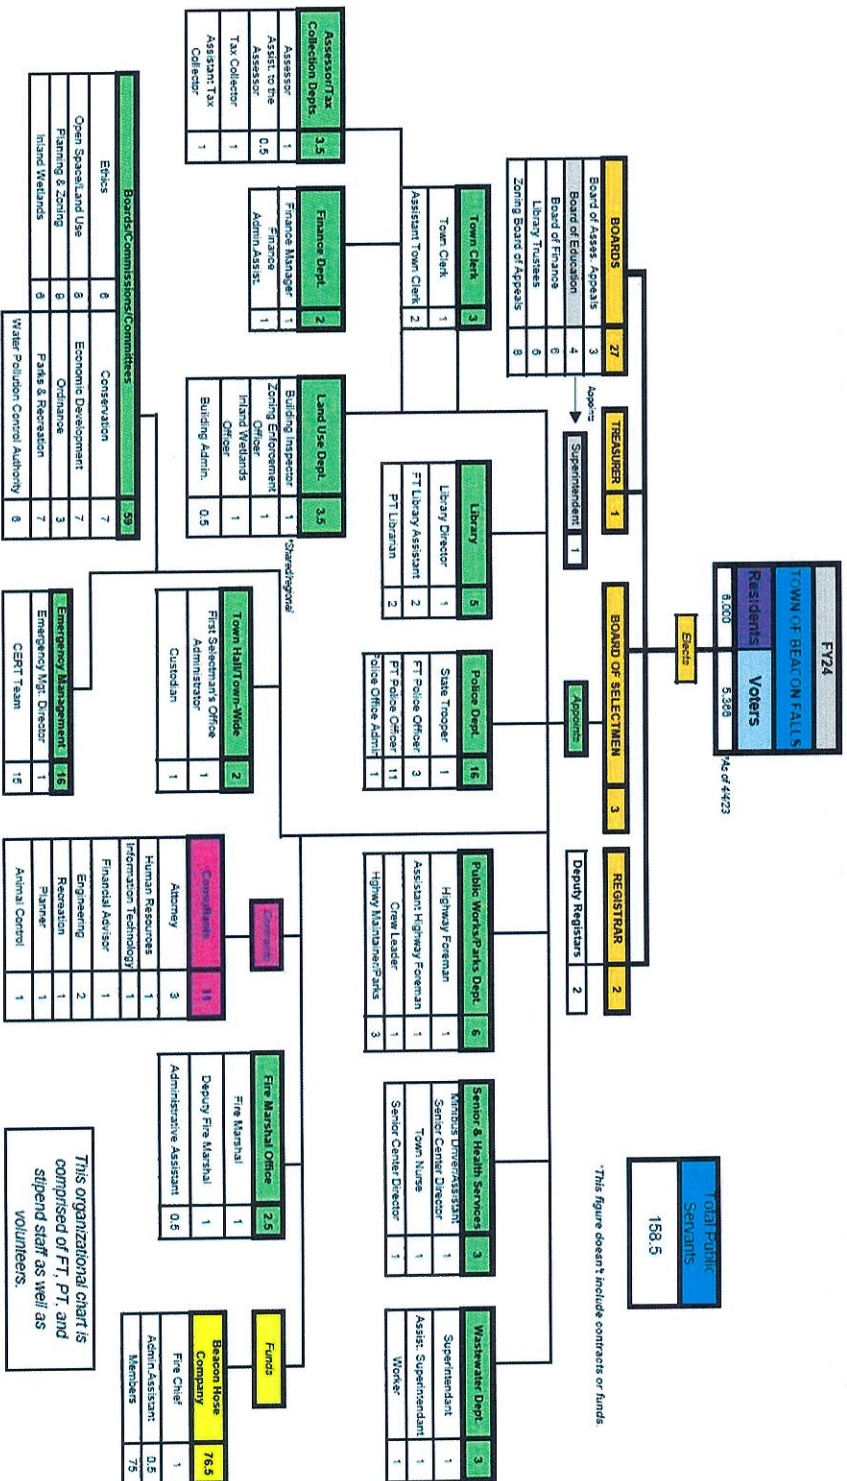 FY24
TOWN OF BEACON FALLS
Residents Voters
6,000 5,366
*As of 4/4/23
Total Public
Servants
158.5
*This figure doesn't include contracts or funds.
Elects
BOARDS 27
Board of Asses. Appeals 3
Board of Education 4
Board of Finance 6
Library Trustees 6
Zoning Board of Appeals 8
Appoints
Superintendent 1
TREASURER 1
BOARD OF SELECTMEN 3
REGISTRAR 2
Deputy Registars 2
Appoints
Town Clerk 3
Town Clerk 1
Assistant Town Clerk 2
Library 5
Library Director 1
FT Library Assistant 2
PT Librarian 2
Police Dept. 16
State Trooper 1
FT Police Officer 3
PT Police Officer 11
Police Office Admin 1
Public Works/Parks Dept. 6
Highway Foreman 1
Assistant Highway Foreman 1
Crew Leader 1
Hghwy Maintainer/Parks 3
Senior & Health Services 3
Minibus Driver/Assistant
Senior Center Director 1
Town Nurse 1
Senior Center Director 1
Wastewater Dept. 3
Superintendant 1
Assist. Superintendant 1
Worker 1
Assessor/Tax
Collection Depts. 3.5
Assessor 1
Assist. to the
Assessor 0.5
Tax Collector 1
Assistant Tax
Collector 1
Finance Dept. 2
Finance Manager 1
Finance
Admin.Assist. 1
Land Use Dept. 3.5
Building Inspector 1
Zoning Enforcement
Officer 1
Inland Wetlands
Officer 1
Building Admin. 0.5
*Shared/regional
Town Hall/Town-Wide 2
First Selectman's Office
Administrator 1
Custodian 1
Contracts
Consultants 11
Attorney 3
Human Resources 1
Information Technology 1
Financial Advisor 1
Engineering 2
Recreation 1
Planner 1
Animal Control 1
Fire Marshal Office 2.5
Fire Marshal 1
Deputy Fire Marshal 1
Administrative Assistant 0.5
Funds
Beacon Hose
Company 76.5
Fire Chief 1
Admin.Assistant 0.5
Members 75
Boards/Commissions/Committees 59
Ethics 6 Conservation 7
Open Space/Land Use 8 Economic Development 7
Planning & Zoning 9 Ordinance 3
Inland Wetlands 6 Parks & Recreation 7
Water Pollution Control Authority 6
Emergency Management 16
Emergency Mgt. Director 1
CERT Team 15
This organizational chart is
comprised of FT, PT, and
stipend staff as well as
volunteers.